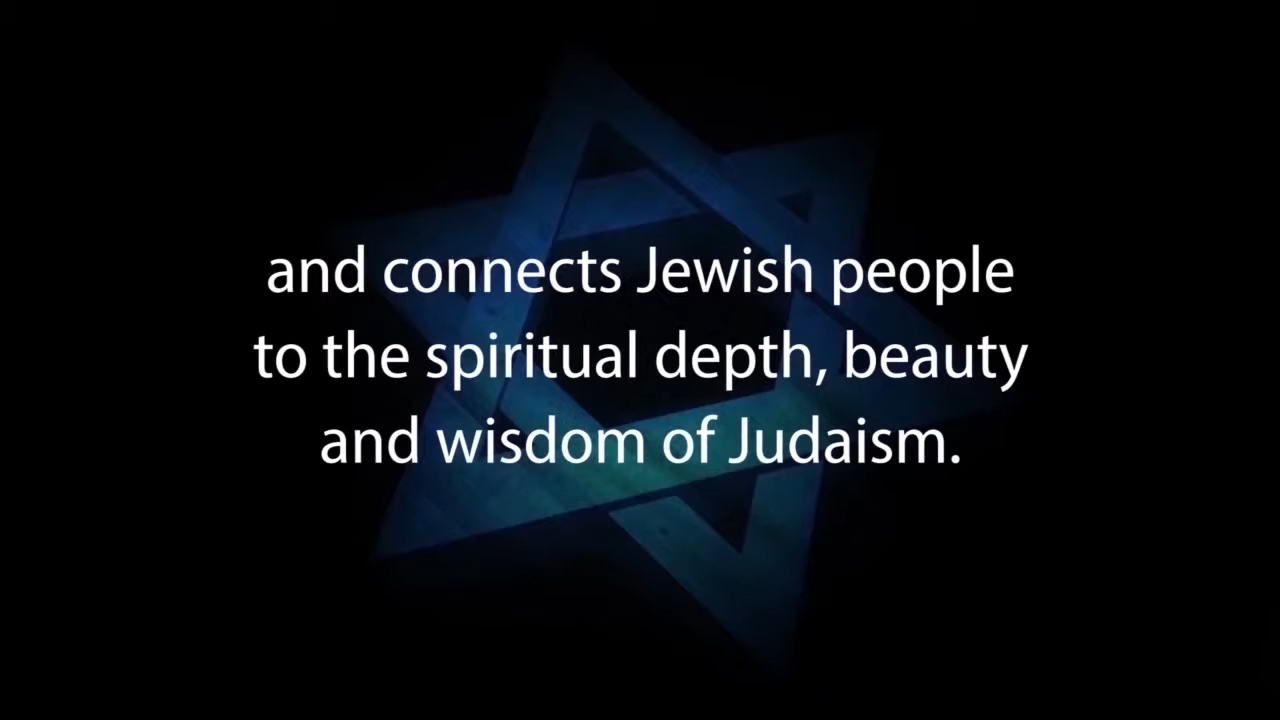 and connects Jewish people
to the spiritual depth, beauty
and wisdom of Judaism.